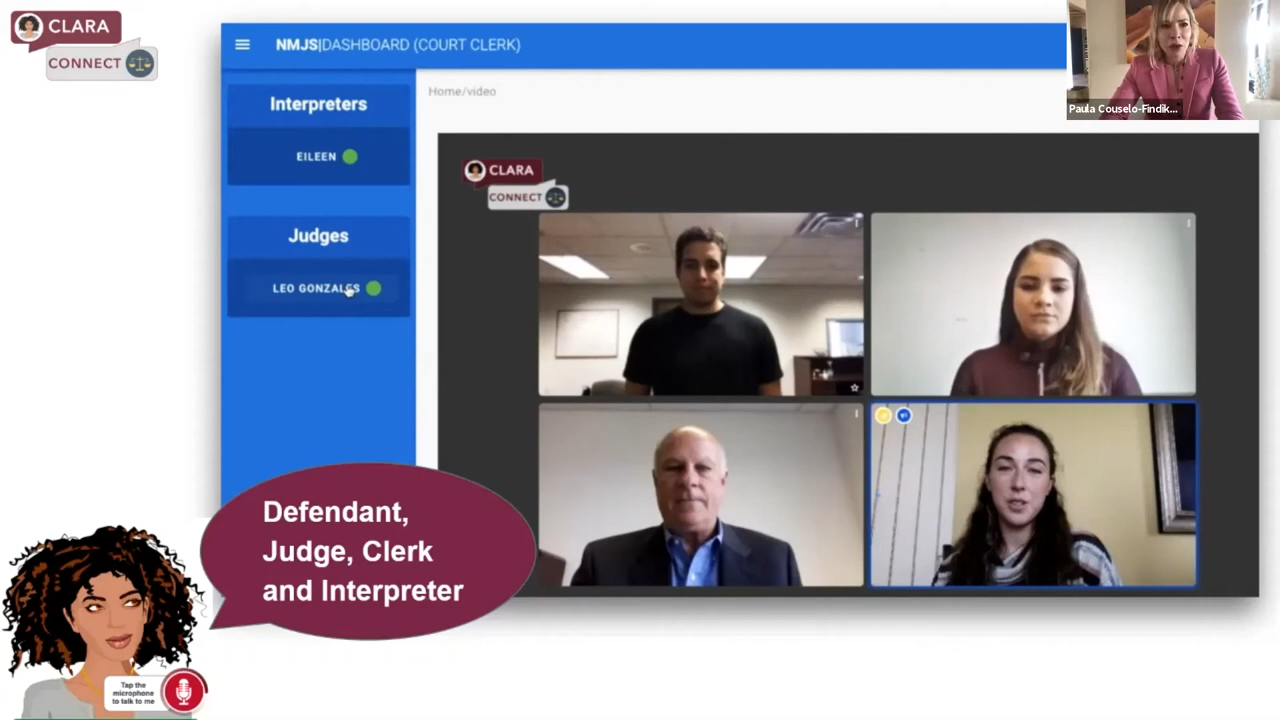 CLARA
CONNECT
NMJS|DASHBOARD (COURT CLERK)
Paula Couselo-Findik...
Interpreters
EILEEN
Judges
LEO GONZALES
Home/video
CLARA
CONNECT
Defendant,
Judge, Clerk
and Interpreter
Tap the
microphone
to talk to me